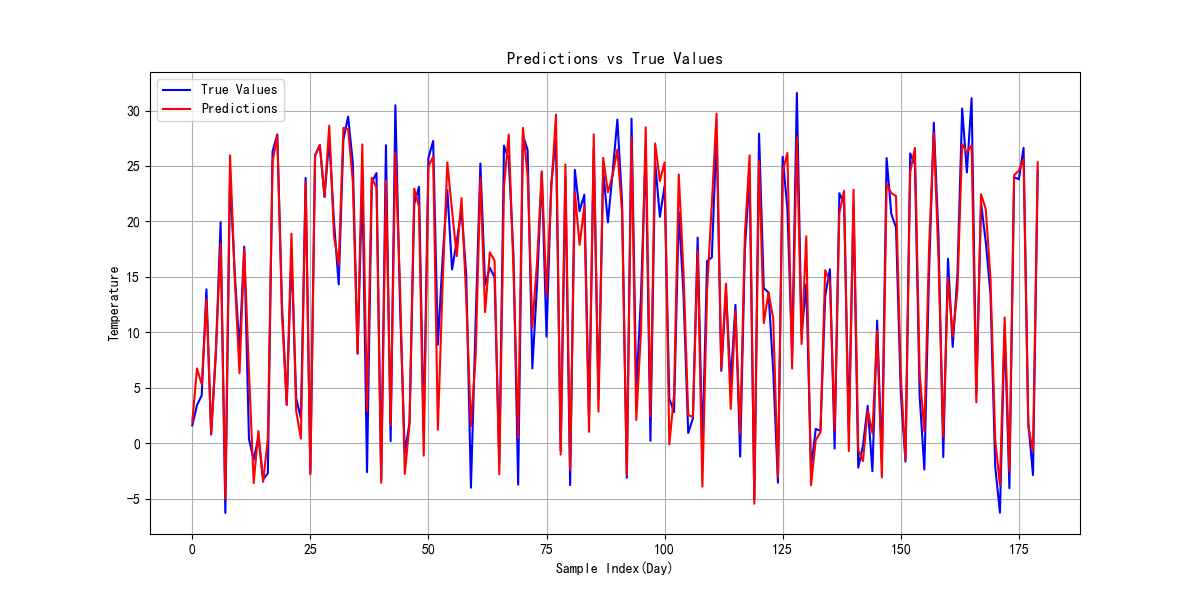 Predictions vs True Values
True Values
Predictions
Temperature
30
25
20
15
10
5
0
−5
0 25 50 75 100 125 150 175
Sample Index(Day)